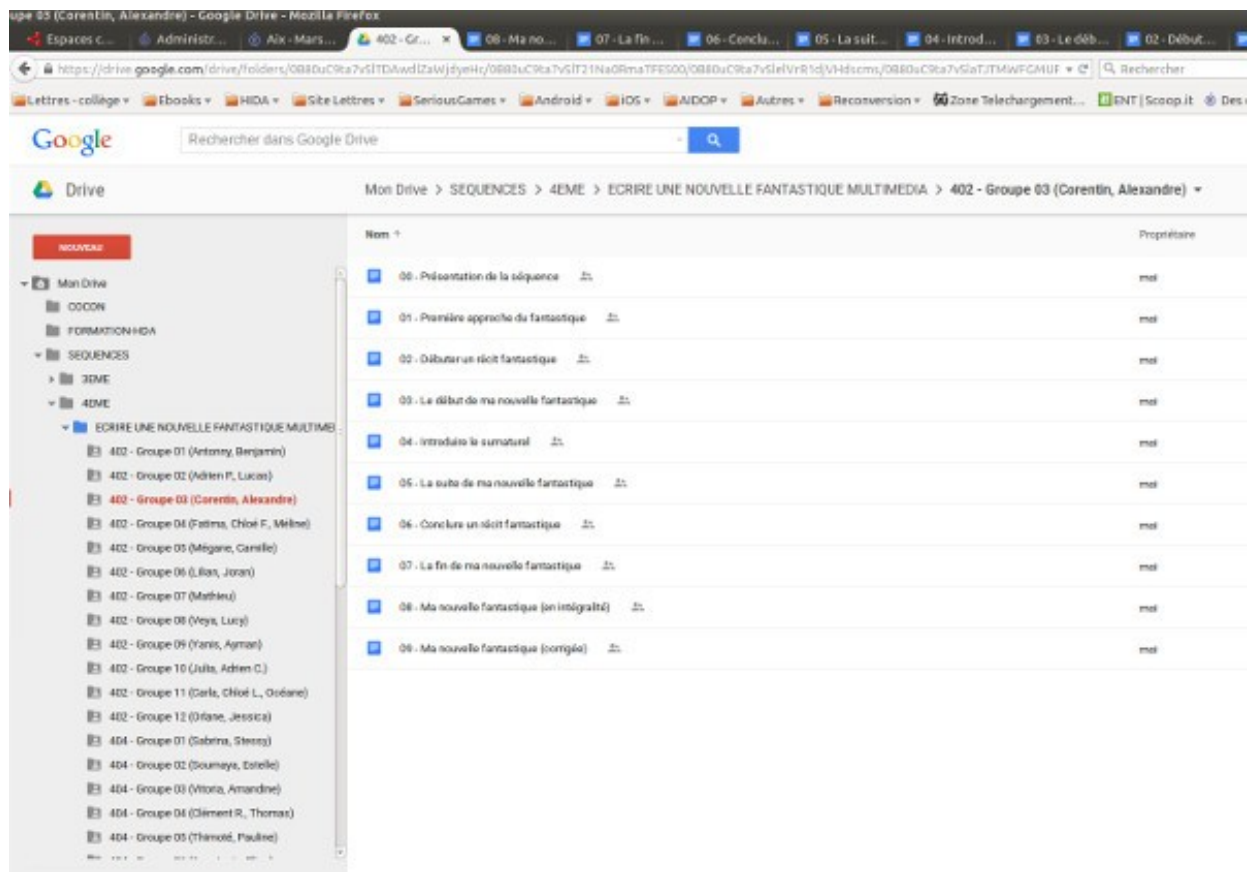 upe 03 (Corentin, Alexandre) - Google Drive - Mozilla Firefox
Espaces c... Administr... Aix-Mars... 402 - Gr... × 08 - Ma no... 07 - La fin ... 06 - Conclu... 05 - La suit... 04 - Introd... 03 - Le déb... 02 - Début...
Rechercher
Lettres-collège Ebooks HIDA Site Lettres SeriousGames Android iOS AIDOP Autres Reconversion Zone Telechargement... ENT | Scoop.it Des
Google Rechercher dans Google Drive
Drive Mon Drive > SEQUENCES > 4EME > ECRIRE UNE NOUVELLE FANTASTIQUE MULTIMEDIA > 402 - Groupe 03 (Corentin, Alexandre)
Nom ↑ Propriétaire
NOUVEAU
00 - Présentation de la séquence moi
01 - Première approche du fantastique moi
02 - Débuter un récit fantastique moi
03 - Le début de ma nouvelle fantastique moi
04 - Introduire le surnaturel moi
05 - La suite de ma nouvelle fantastique moi
06 - Conclure un récit fantastique moi
07 - La fin de ma nouvelle fantastique moi
08 - Ma nouvelle fantastique (en intégralité) moi
09 - Ma nouvelle fantastique (corrigée) moi
Mon Drive
COCON
FORMATION-HDA
SEQUENCES
3EME
4EME
ECRIRE UNE NOUVELLE FANTASTIQUE MULTIMEI
402 - Groupe 01 (Antonny, Benjamin)
402 - Groupe 02 (Adrien P., Lucas)
402 - Groupe 03 (Corentin, Alexandre)
402 - Groupe 04 (Fatima, Chloé F., Méline)
402 - Groupe 05 (Mégane, Camille)
402 - Groupe 06 (Lilian, Joran)
402 - Groupe 07 (Mathieu)
402 - Groupe 08 (Veya, Lucy)
402 - Groupe 09 (Yanis, Ayman)
402 - Groupe 10 (Julia, Adrien C.)
402 - Groupe 11 (Carla, Chloé L., Océane)
402 - Groupe 12 (Orlane, Jessica)
404 - Groupe 01 (Sabrina, Stessy)
404 - Groupe 02 (Soumaya, Estelle)
404 - Groupe 03 (Vitoria, Amandine)
404 - Groupe 04 (Clément R., Thomas)
404 - Groupe 05 (Thimoté, Pauline)